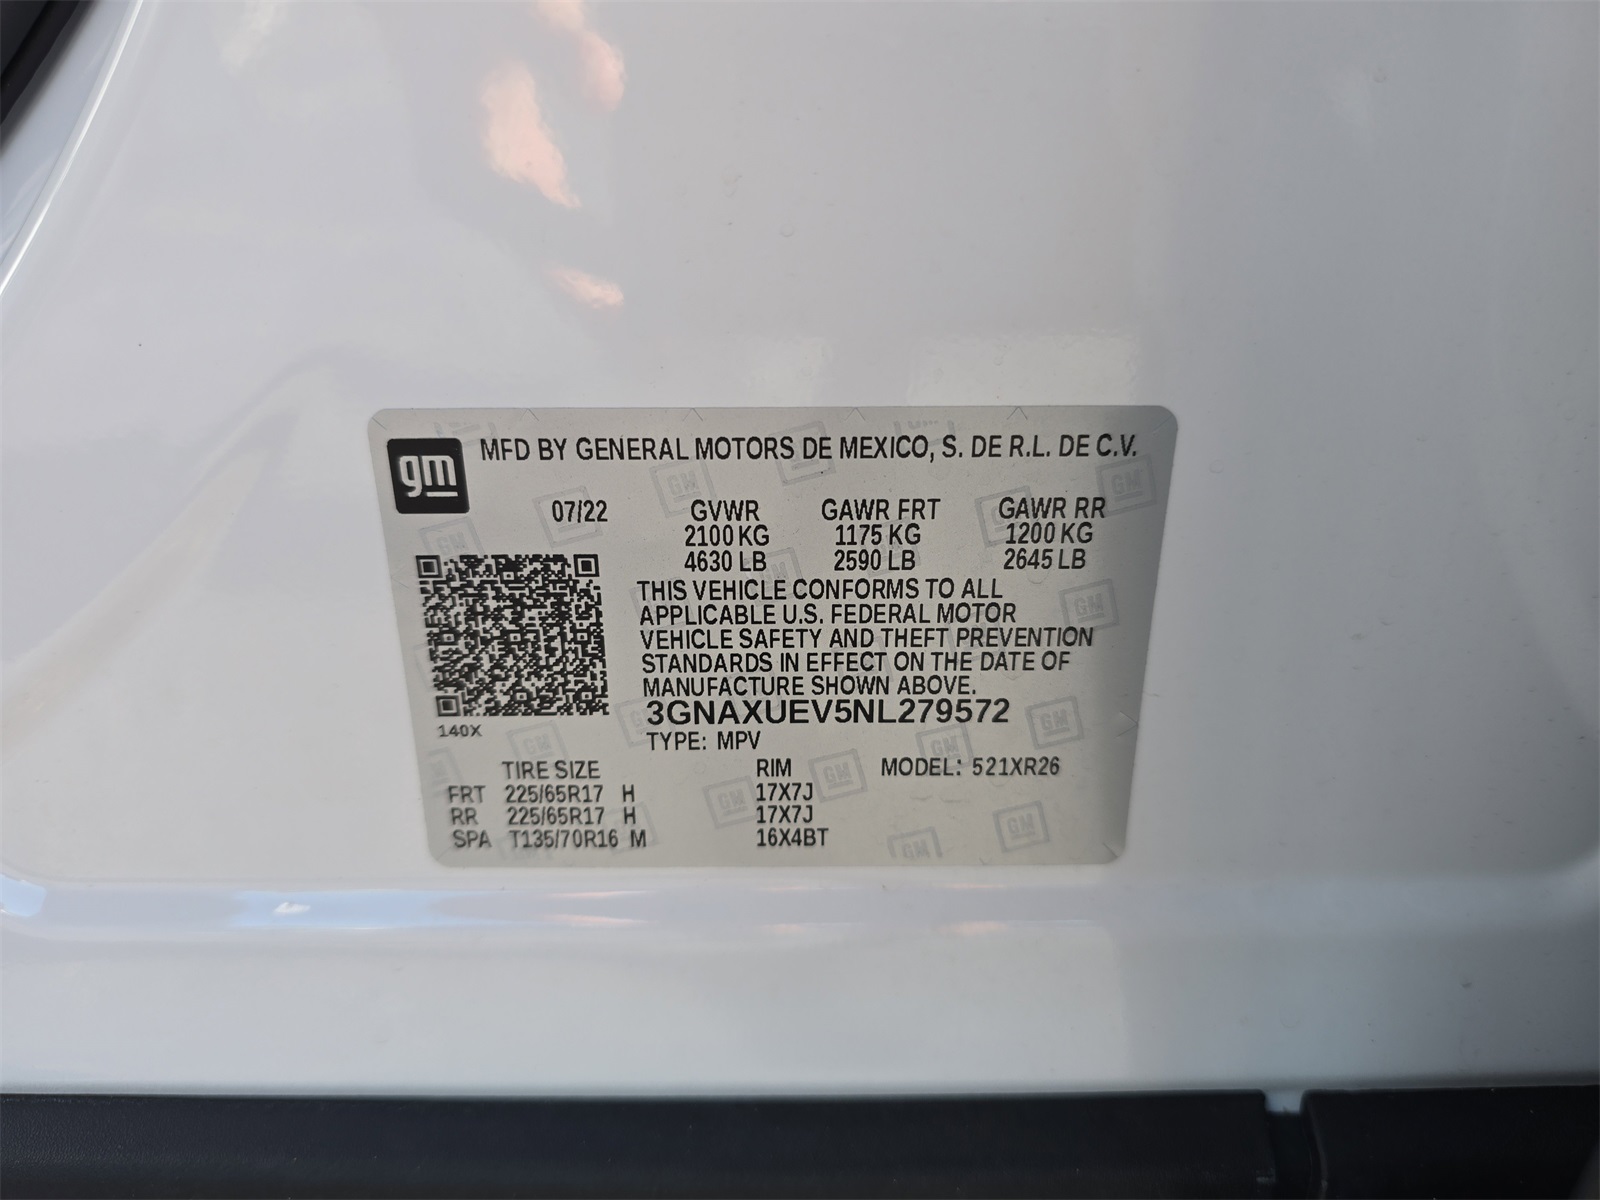 gm MFD BY GENERAL MOTORS DE MEXICO, S. DE R.L. DE C.V.
07/22 GVWR GAWR FRT GAWR RR
2100 KG 1175 KG 1200 KG
4630 LB 2590 LB 2645 LB
THIS VEHICLE CONFORMS TO ALL
APPLICABLE U.S. FEDERAL MOTOR
VEHICLE SAFETY AND THEFT PREVENTION
STANDARDS IN EFFECT ON THE DATE OF
MANUFACTURE SHOWN ABOVE.
3GNAXUEV5NL279572
140X
TYPE: MPV
TIRE SIZE RIM MODEL: 521XR26
FRT 225/65R17 H 17X7J
RR 225/65R17 H 17X7J
SPA T135/70R16 M 16X4BT